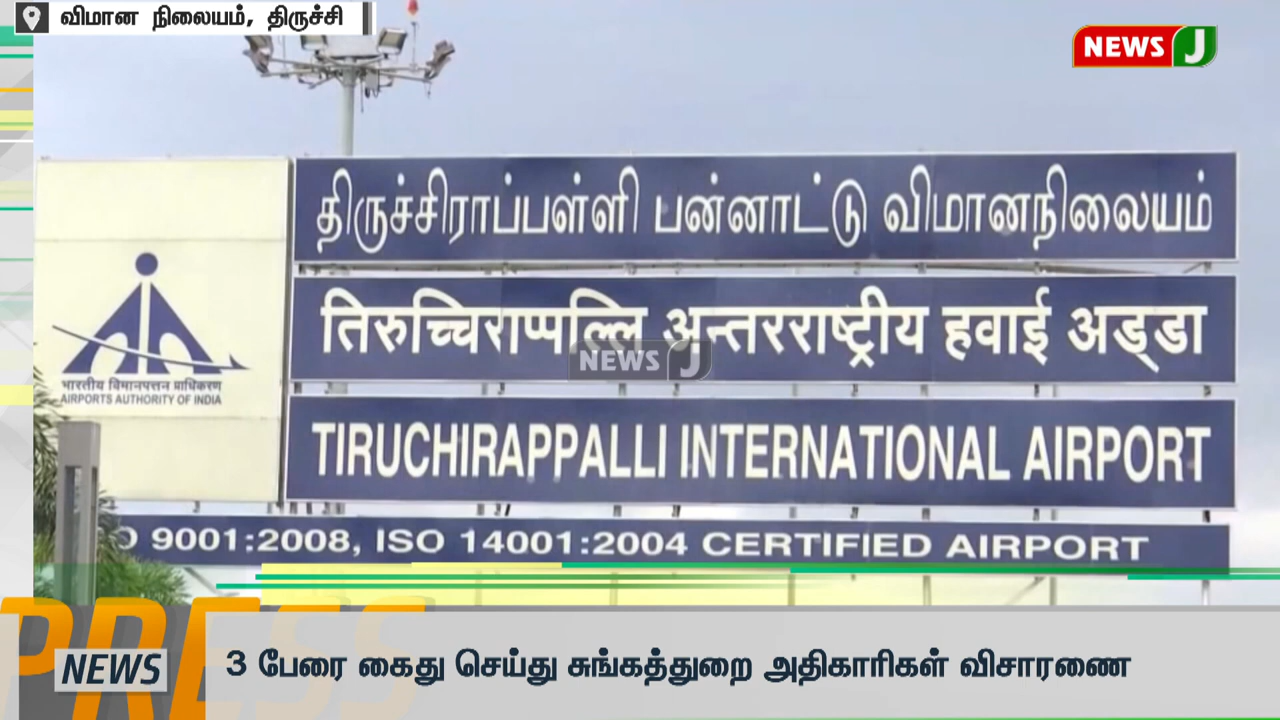 விமான நிலையம், திருச்சி
NEWS J
திருச்சிராப்பள்ளி பன்னாட்டு விமானநிலையம்
तिरुच्चिराप्पल्लि अन्तरराष्ट्रीय हवाई अड्डा
NEWS J
भारतीय विमानपत्तन प्राधिकरण
AIRPORTS AUTHORITY OF INDIA
TIRUCHIRAPPALLI INTERNATIONAL AIRPORT
O 9001:2008, ISO 14001:2004 CERTIFIED AIRPORT
PRESS
NEWS
3 பேரை கைது செய்து சுங்கத்துறை அதிகாரிகள் விசாரணை